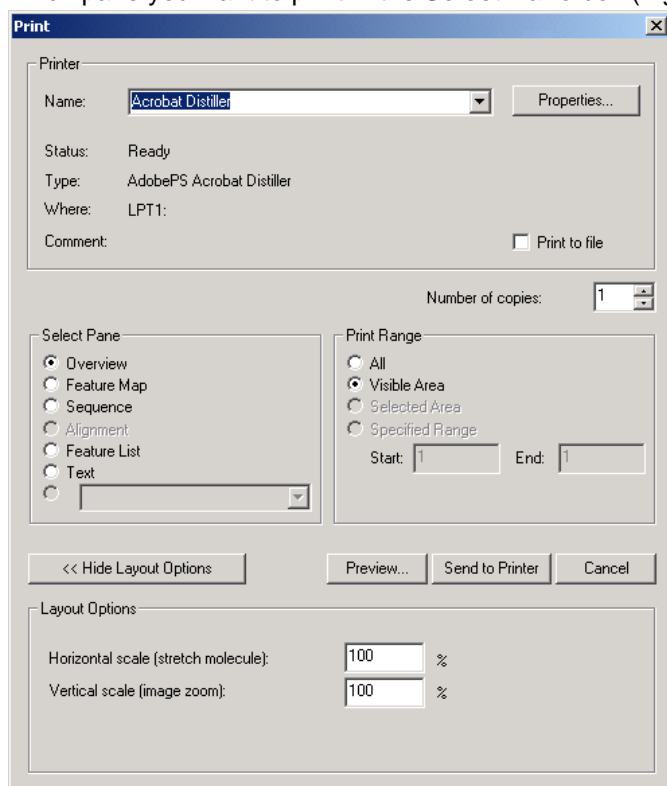 Print
Printer
Name: Acrobat Distiller Properties...
Status: Ready
Type: AdobePS Acrobat Distiller
Where: LPT1:
Comment: Print to file
Number of copies: 1
Select Pane
Overview
Feature Map
Sequence
Alignment
Feature List
Text
Print Range
All
Visible Area
Selected Area
Specified Range
Start: 1 End: 1
<< Hide Layout Options Preview... Send to Printer Cancel
Layout Options
Horizontal scale (stretch molecule): 100 %
Vertical scale (image zoom): 100 %